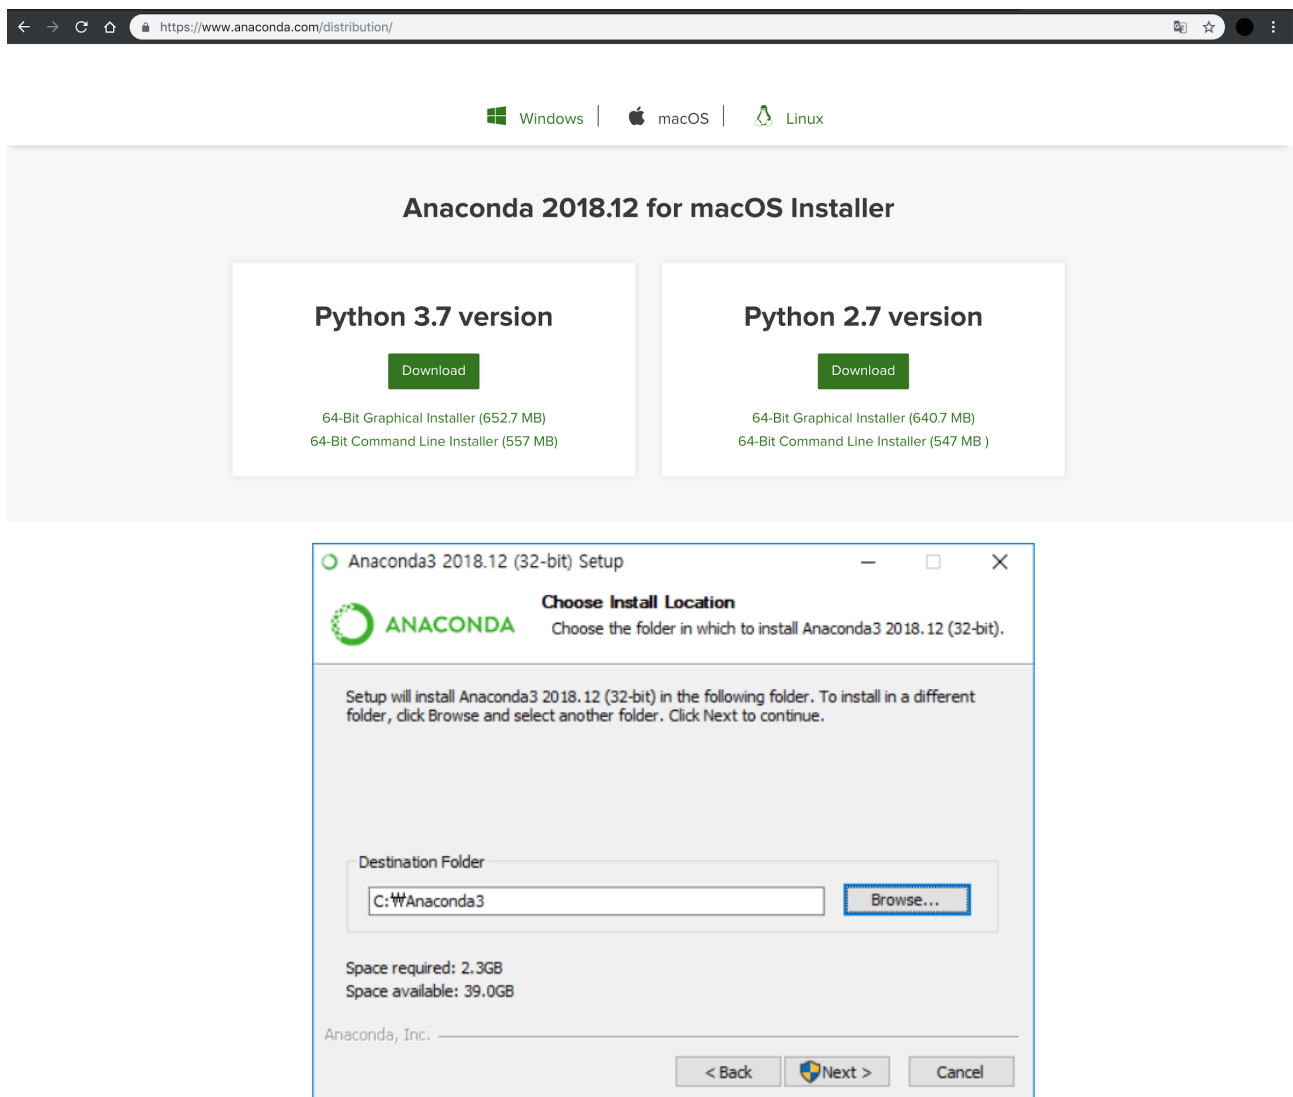 https://www.anaconda.com/distribution/
Windows macOS Linux
Anaconda 2018.12 for macOS Installer
Python 3.7 version
Download
64-Bit Graphical Installer (652.7 MB)
64-Bit Command Line Installer (557 MB)
Python 2.7 version
Download
64-Bit Graphical Installer (640.7 MB)
64-Bit Command Line Installer (547 MB )
Anaconda3 2018.12 (32-bit) Setup
ANACONDA
Choose Install Location
Choose the folder in which to install Anaconda3 2018.12 (32-bit).
Setup will install Anaconda3 2018.12 (32-bit) in the following folder. To install in a different
folder, click Browse and select another folder. Click Next to continue.
Destination Folder
C:₩Anaconda3
Browse...
Space required: 2.3GB
Space available: 39.0GB
Anaconda, Inc.
< Back Next > Cancel